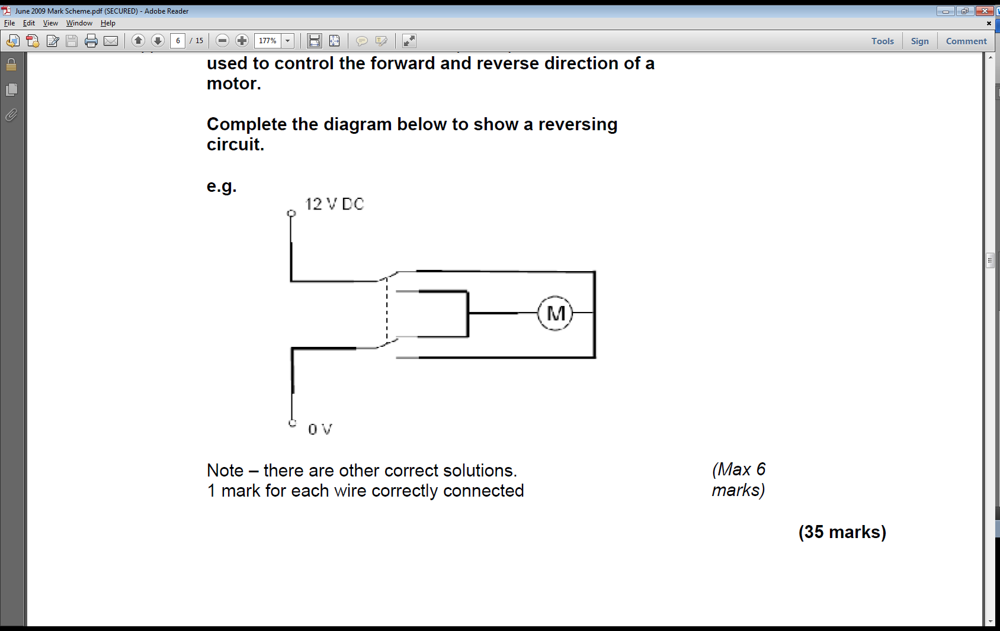 June 2009 Mark Scheme.pdf (SECURED) - Adobe Reader
File Edit View Window Help
6 / 15 177% Tools Sign Comment
used to control the forward and reverse direction of a
motor.
Complete the diagram below to show a reversing
circuit.
e.g.
12 V DC
M
0 V
Note – there are other correct solutions.
1 mark for each wire correctly connected
(Max 6
marks)
(35 marks)